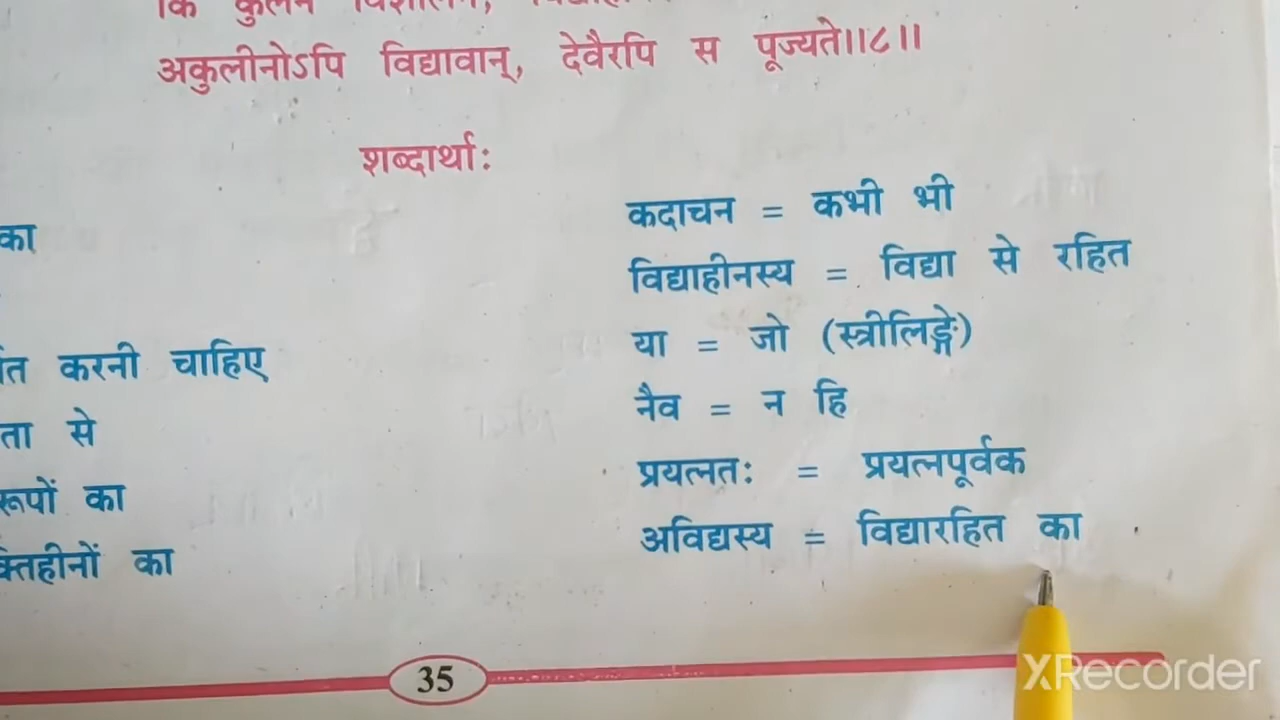 अकुलीनोऽपि विद्यावान्, देवैरपि स पूज्यते॥८॥
शब्दार्थाः
कदाचन = कभी भी
का
विद्याहीनस्य = विद्या से रहित
या = जो (स्त्रीलिङ्गे)
करनी चाहिए
नैव = न हि
से
प्रयत्नतः = प्रयत्नपूर्वक
रूपों का
अविद्यस्य = विद्यारहित का
का
35
XRecorder